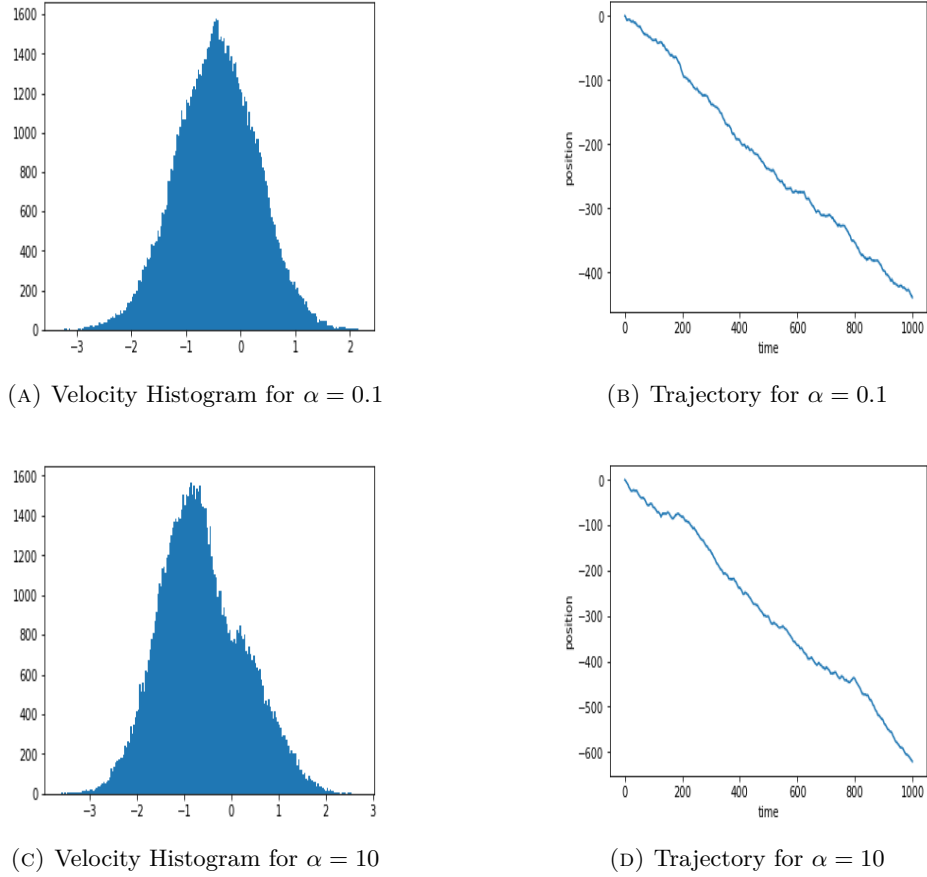 1600
1400
1200
1000
800
600
400
200
0
−3 −2 −1 0 1 2
0
−100
−200
−300
−400
position
0 200 400 600 800 1000
time
(A) Velocity Histogram for α = 0.1
(B) Trajectory for α = 0.1
1600
1400
1200
1000
800
600
400
200
0
−3 −2 −1 0 1 2 3
0
−100
−200
−300
−400
−500
−600
position
0 200 400 600 800 1000
time
(C) Velocity Histogram for α = 10
(D) Trajectory for α = 10